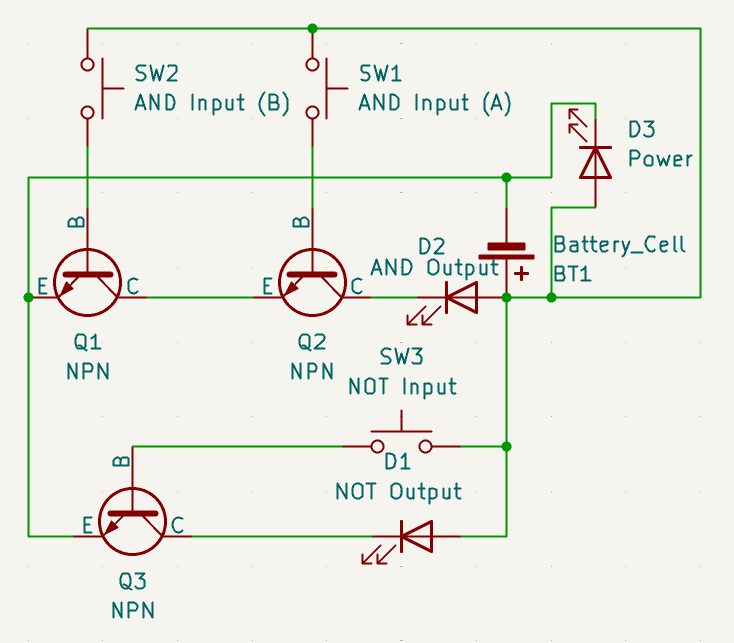 SW2
AND Input (B)
SW1
AND Input (A)
D3
Power
B
B
D2
AND Output
Battery_Cell
+
BT1
E
C
E
C
Q1
NPN
Q2
NPN
SW3
NOT Input
B
D1
NOT Output
E
C
Q3
NPN